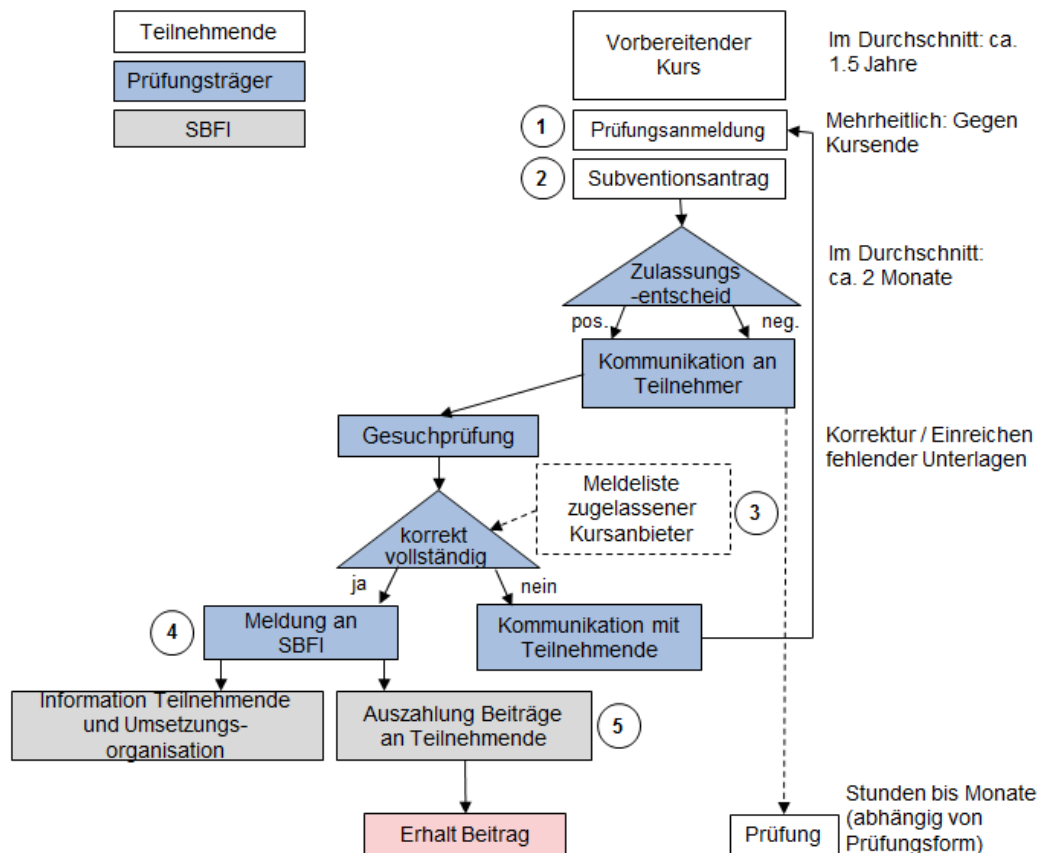 Teilnehmende
Prüfungsträger
SBFI
Vorbereitender
Kurs
Im Durchschnitt: ca.
1.5 Jahre
1
Prüfungsanmeldung
Mehrheitlich: Gegen
Kursende
2
Subventionsantrag
Zulassungs
-entscheid
Im Durchschnitt:
ca. 2 Monate
pos.
neg.
Kommunikation an
Teilnehmer
Gesuchprüfung
Korrektur / Einreichen
fehlender Unterlagen
Meldeliste
zugelassener
Kursanbieter
3
korrekt
vollständig
ja
nein
4
Meldung an
SBFI
Kommunikation mit
Teilnehmende
Information Teilnehmende
und Umsetzungs-
organisation
Auszahlung Beiträge
an Teilnehmende
5
Erhalt Beitrag
Prüfung
Stunden bis Monate
(abhängig von
Prüfungsform)